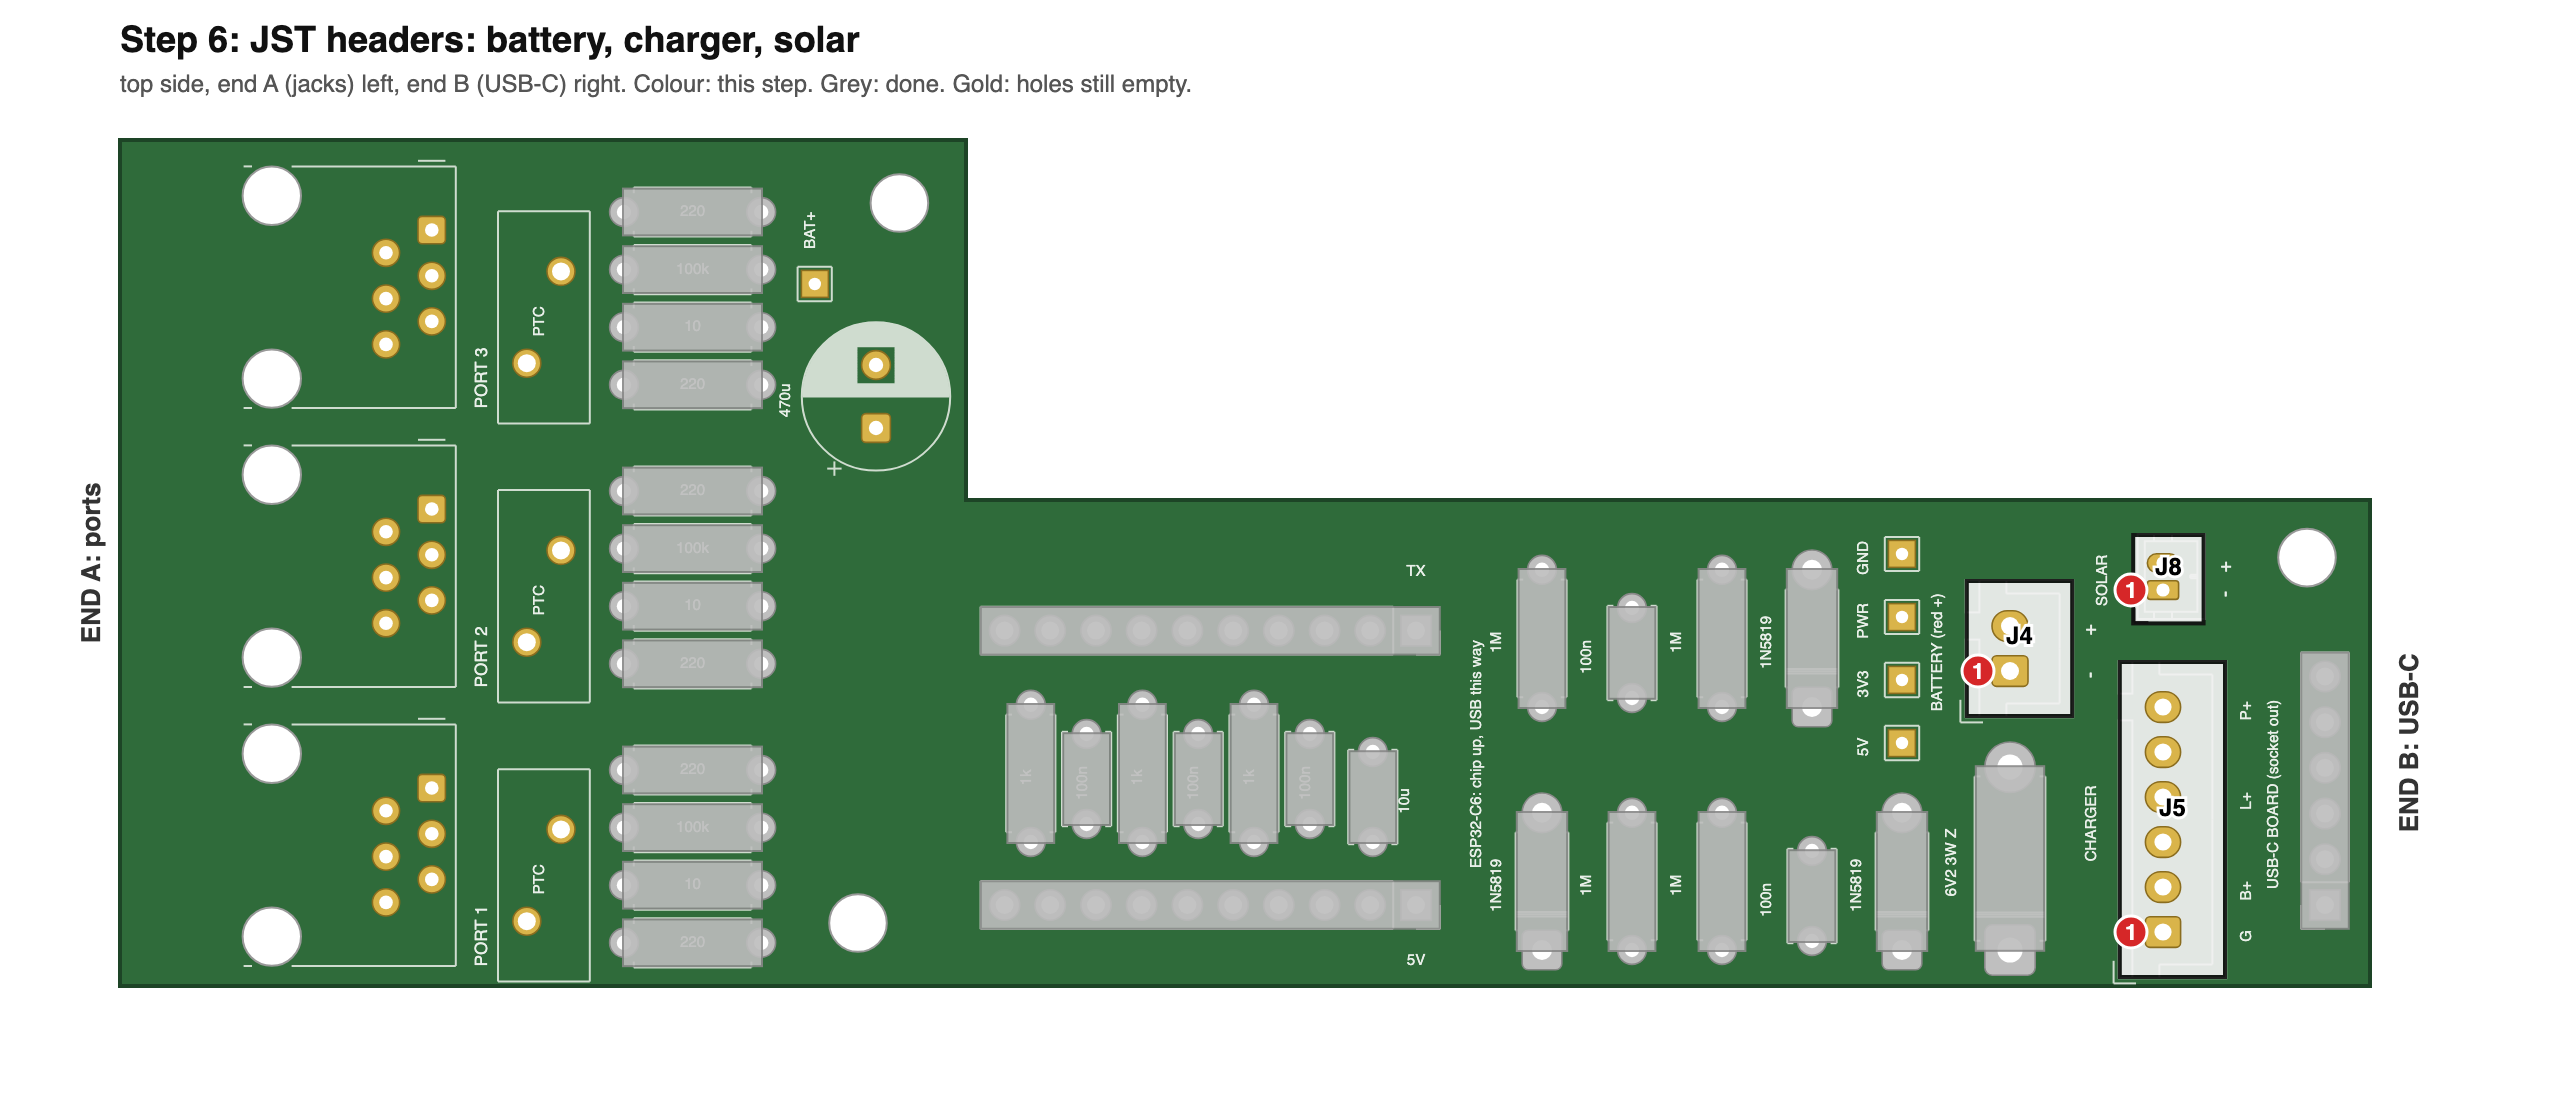 Step 6: JST headers: battery, charger, solar
top side, end A (jacks) left, end B (USB-C) right. Colour: this step. Grey: done. Gold: holes still empty.
END A: ports
PORT 3
PTC
220
100k
10
220
BAT+
470u
+
PORT 2
PTC
220
100k
10
220
PORT 1
PTC
220
100k
10
220
TX
1k
100n
1k
100n
1k
100n
10u
5V
ESP32-C6: chip up, USB this way
1M
100n
1M
1N5819
1N5819
1M
1M
100n
1N5819
GND
PWR
3V3
5V
BATTERY (red +)
6V2 3W Z
J4
1
+
-
SOLAR
J8
1
+
-
CHARGER
J5
1
P+
L+
B+
G
USB-C BOARD (socket out)
END B: USB-C